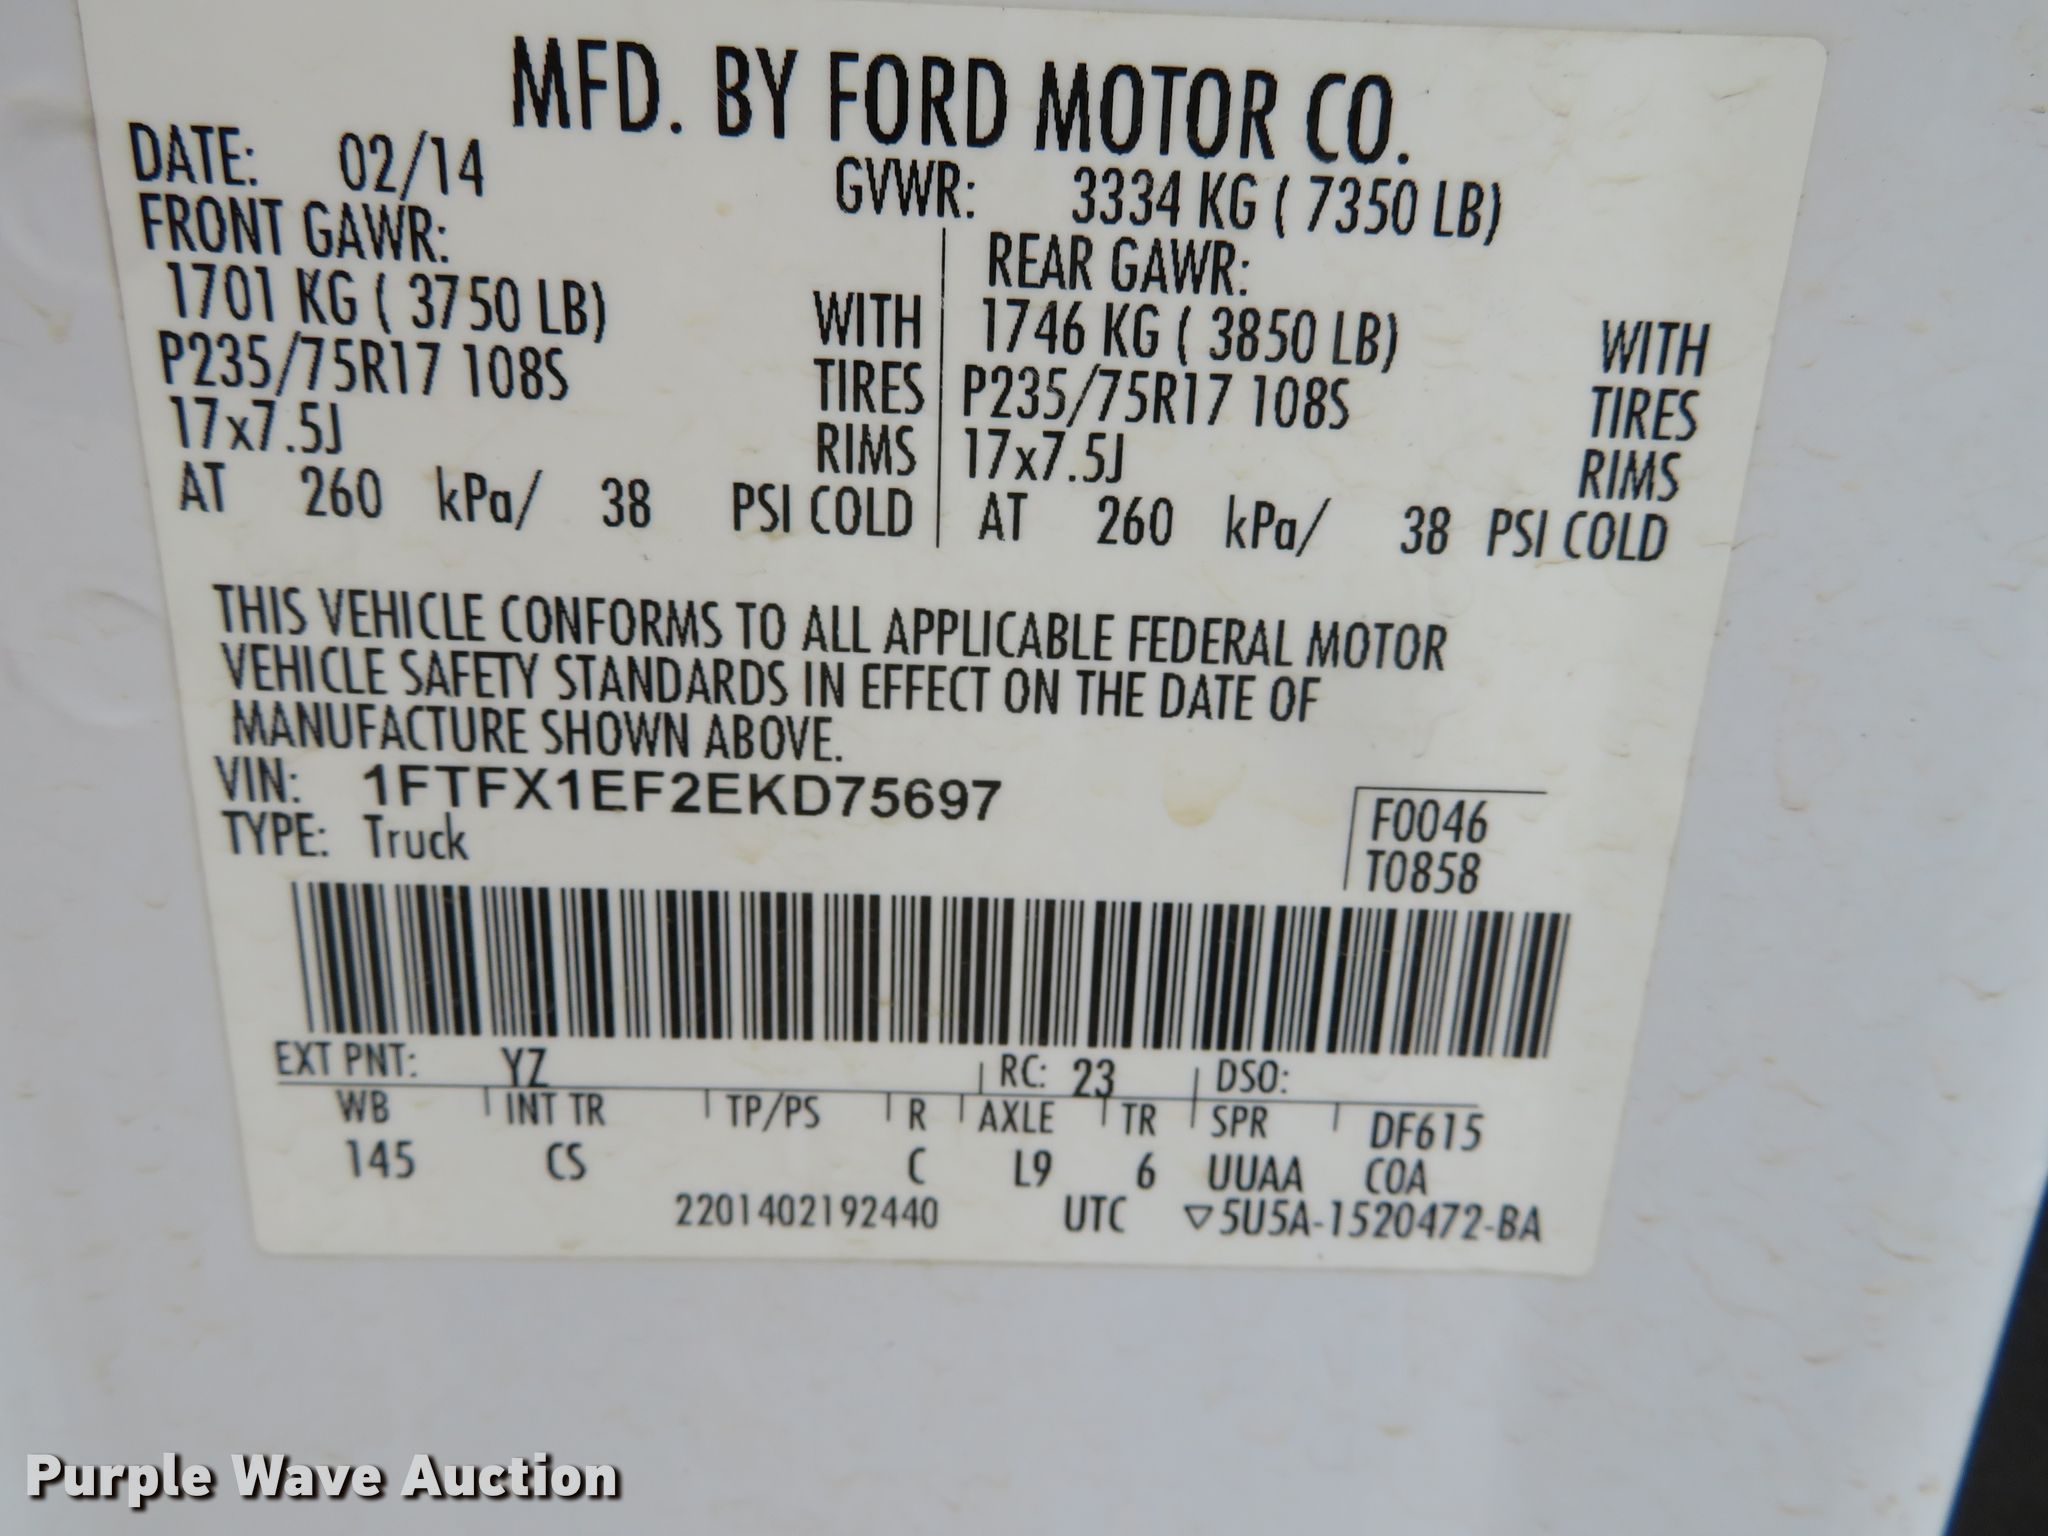 MFD. BY FORD MOTOR CO.
DATE: 02/14 GVWR: 3334 KG ( 7350 LB)
FRONT GAWR: REAR GAWR:
1701 KG ( 3750 LB) WITH 1746 KG ( 3850 LB) WITH
P235/75R17 108S TIRES P235/75R17 108S TIRES
17x7.5J RIMS 17x7.5J RIMS
AT 260 kPa/ 38 PSI COLD AT 260 kPa/ 38 PSI COLD
THIS VEHICLE CONFORMS TO ALL APPLICABLE FEDERAL MOTOR
VEHICLE SAFETY STANDARDS IN EFFECT ON THE DATE OF
MANUFACTURE SHOWN ABOVE.
VIN: 1FTFX1EF2EKD75697
TYPE: Truck
F0046
T0858
EXT PNT: YZ RC: 23 DSO:
WB INT TR TP/PS R AXLE TR SPR DF615
145 CS C L9 6 UUAA COA
2201402192440 UTC ▽5U5A-1520472-BA
Purple Wave Auction